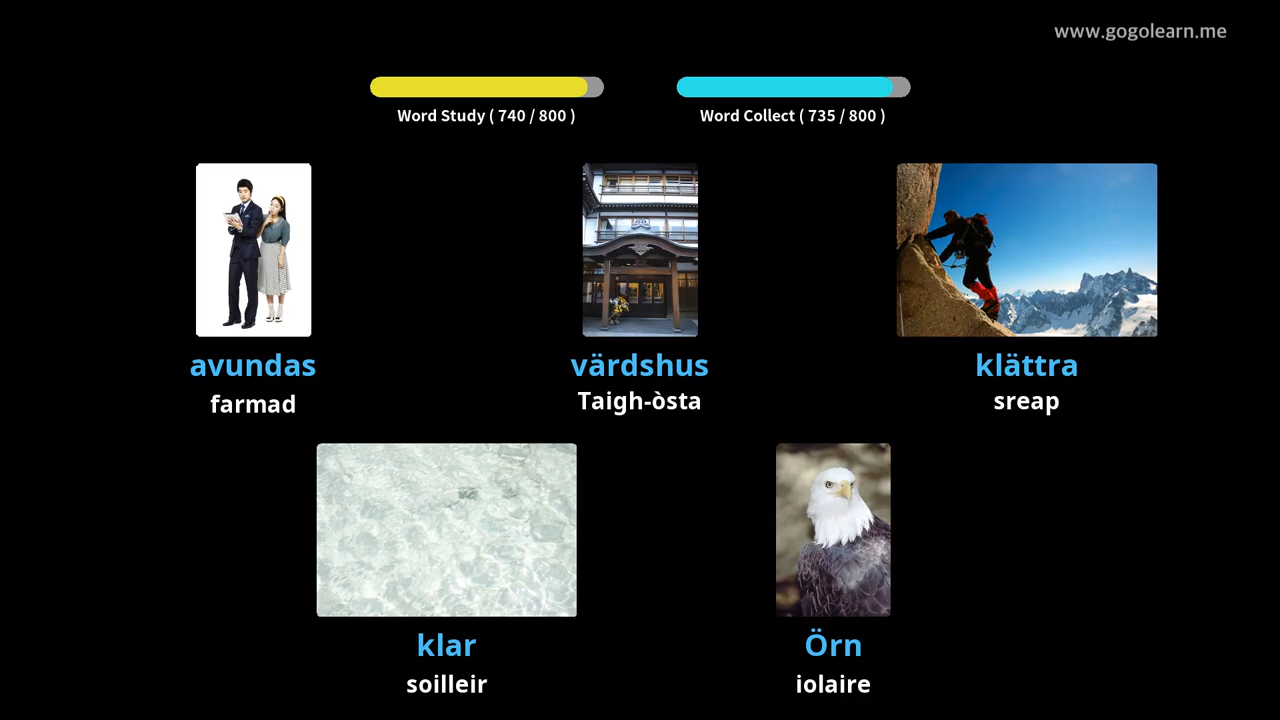 www.gogolearn.me
Word Study ( 740 / 800 )
Word Collect ( 735 / 800 )
avundas
farmad
värdshus
Taigh-òsta
klättra
sreap
klar
soilleir
Örn
iolaire